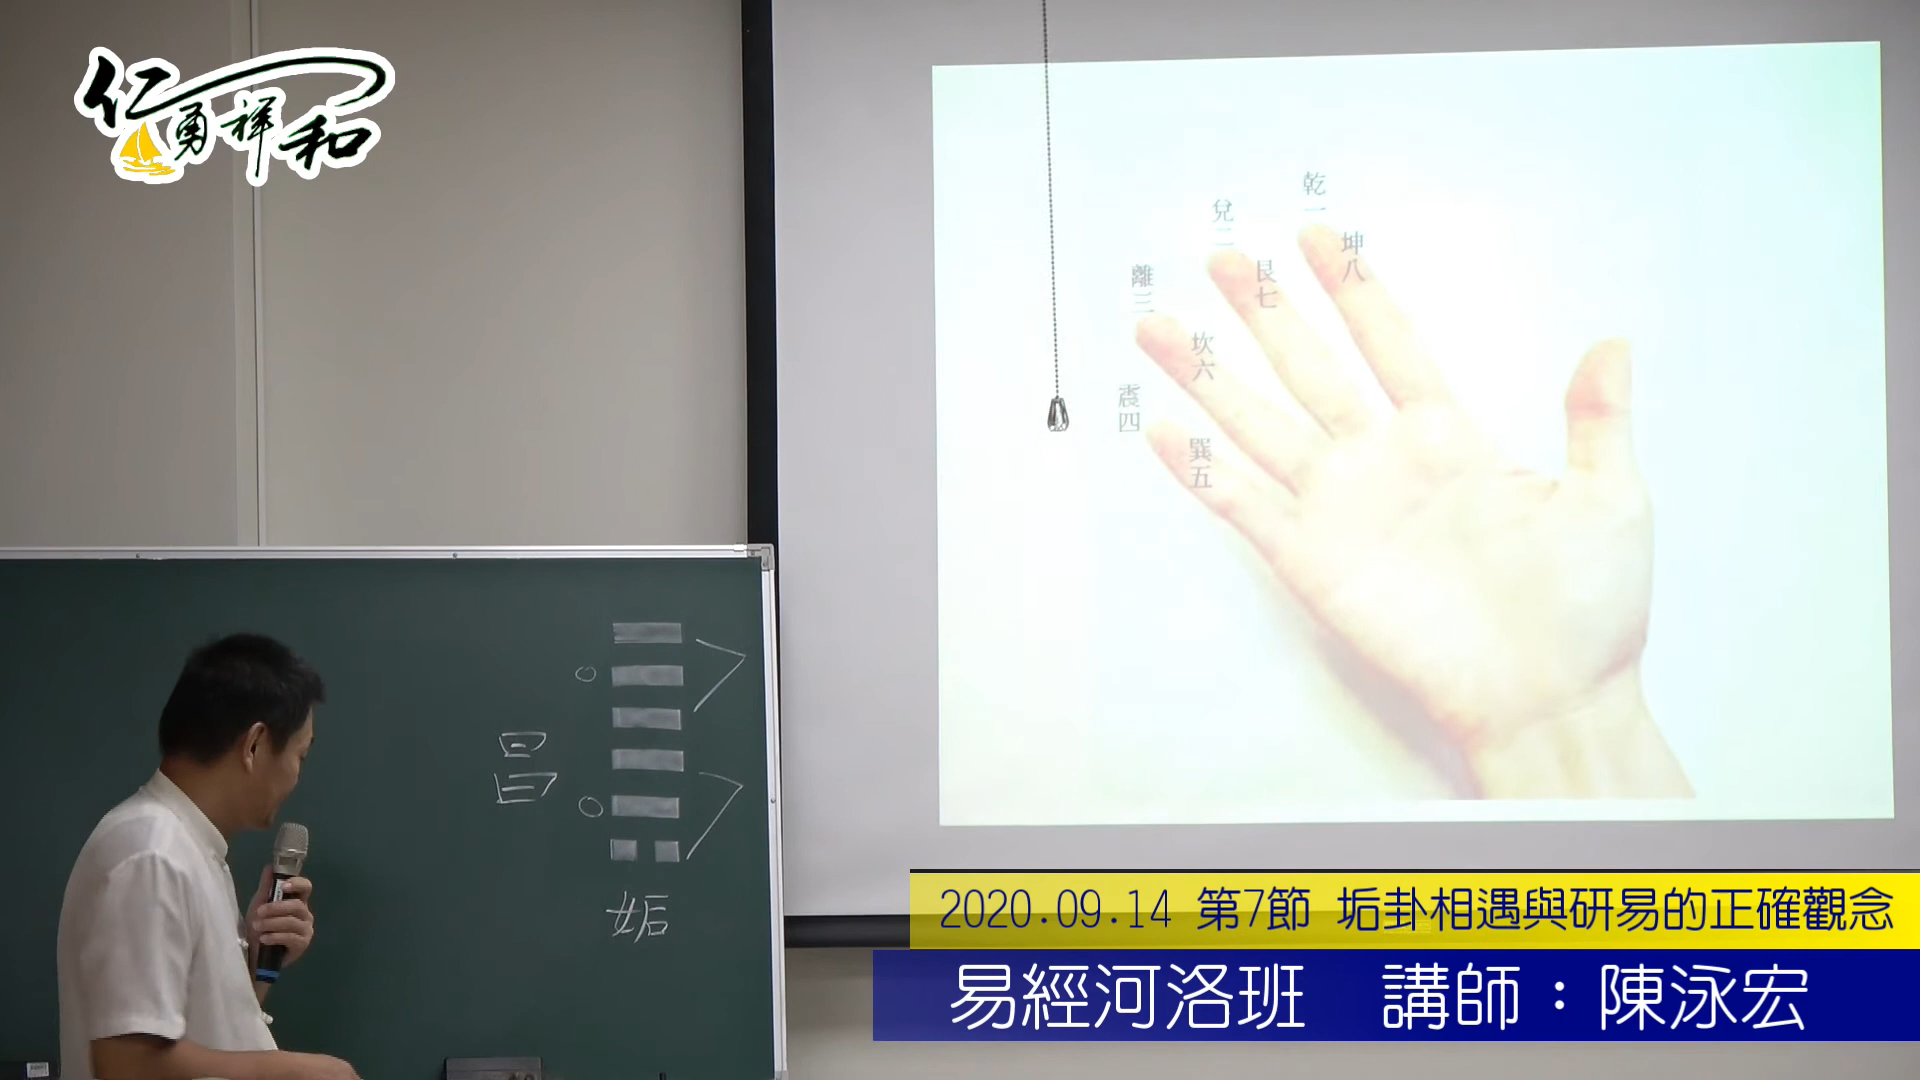 仁勇祥和
乾一
坤八
兌二
艮七
離三
坎六
震四
巽五
昌
姤
2020.09.14 第7節 垢卦相遇與研易的正確觀念
易經河洛班 講師：陳泳宏